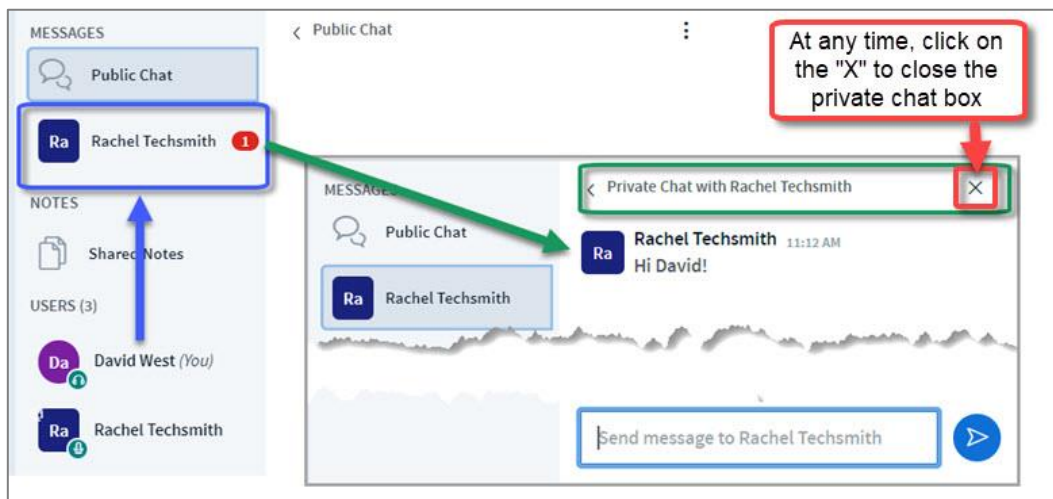 MESSAGES
Public Chat
Ra
Rachel Techsmith
1
NOTES
Shared Notes
USERS (3)
Da
David West (You)
Ra
Rachel Techsmith
Public Chat
At any time, click on
the "X" to close the
private chat box
MESSAGES
Public Chat
Ra
Rachel Techsmith
Private Chat with Rachel Techsmith
Ra
Rachel Techsmith 11:12 AM
Hi David!
Send message to Rachel Techsmith